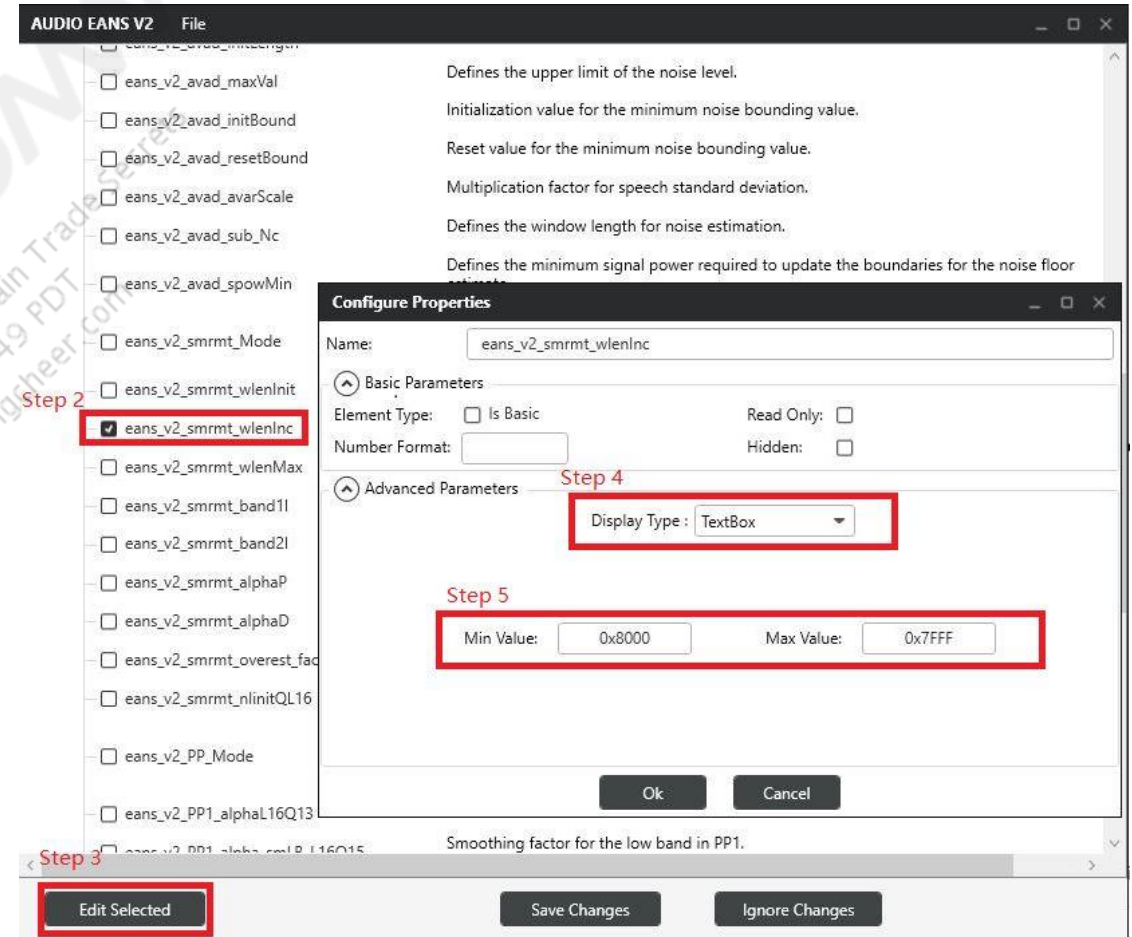 AUDIO EANS V2 File
eans_v2_avad_maxVal Defines the upper limit of the noise level.
eans_v2_avad_initBound Initialization value for the minimum noise bounding value.
eans_v2_avad_resetBound Reset value for the minimum noise bounding value.
eans_v2_avad_avarScale Multiplication factor for speech standard deviation.
eans_v2_avad_sub_Nc Defines the window length for noise estimation.
eans_v2_avad_spowMin Defines the minimum signal power required to update the boundaries for the noise floor
Configure Properties
eans_v2_smrmt_Mode
Name: eans_v2_smrmt_wlenInc
Basic Parameters
Step 2
eans_v2_smrmt_wlenInit
Element Type: Is Basic Read Only:
eans_v2_smrmt_wlenInc
Number Format: Hidden:
eans_v2_smrmt_wlenMax
Step 4
Advanced Parameters
eans_v2_smrmt_band1l
Display Type : TextBox
eans_v2_smrmt_band2l
eans_v2_smrmt_alphaP
Step 5
eans_v2_smrmt_alphaD
Min Value: 0x8000 Max Value: 0x7FFF
eans_v2_smrmt_overest_fac
eans_v2_smrmt_nlinitQL16
eans_v2_PP_Mode
Ok Cancel
eans_v2_PP1_alphaL16Q13
Smoothing factor for the low band in PP1.
Step 3
Edit Selected Save Changes Ignore Changes